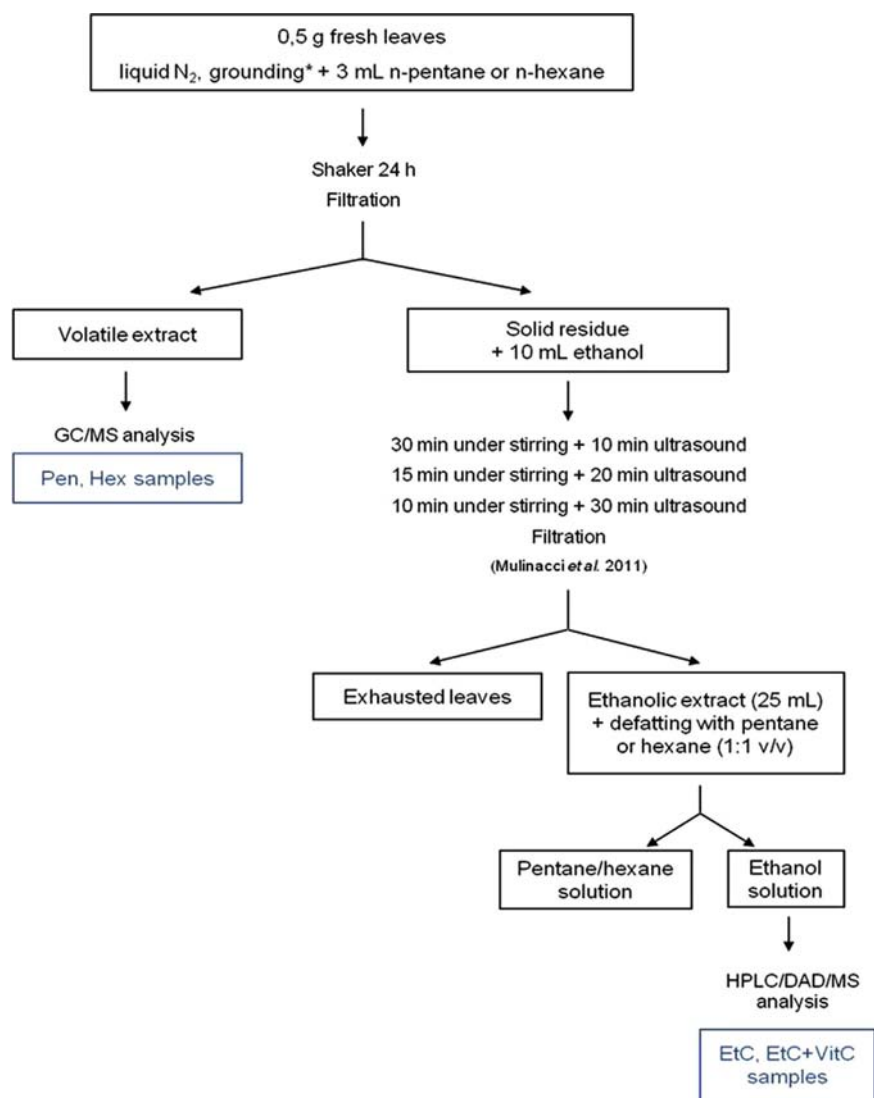 0,5 g fresh leaves
liquid N₂, grounding* + 3 mL n-pentane or n-hexane
Shaker 24 h
Filtration
Volatile extract
GC/MS analysis
Pen, Hex samples
Solid residue
+ 10 mL ethanol
30 min under stirring + 10 min ultrasound
15 min under stirring + 20 min ultrasound
10 min under stirring + 30 min ultrasound
Filtration
(Mulinacci et al. 2011)
Exhausted leaves
Ethanolic extract (25 mL)
+ defatting with pentane
or hexane (1:1 v/v)
Pentane/hexane
solution
Ethanol
solution
HPLC/DAD/MS
analysis
EtC, EtC+VitC
samples